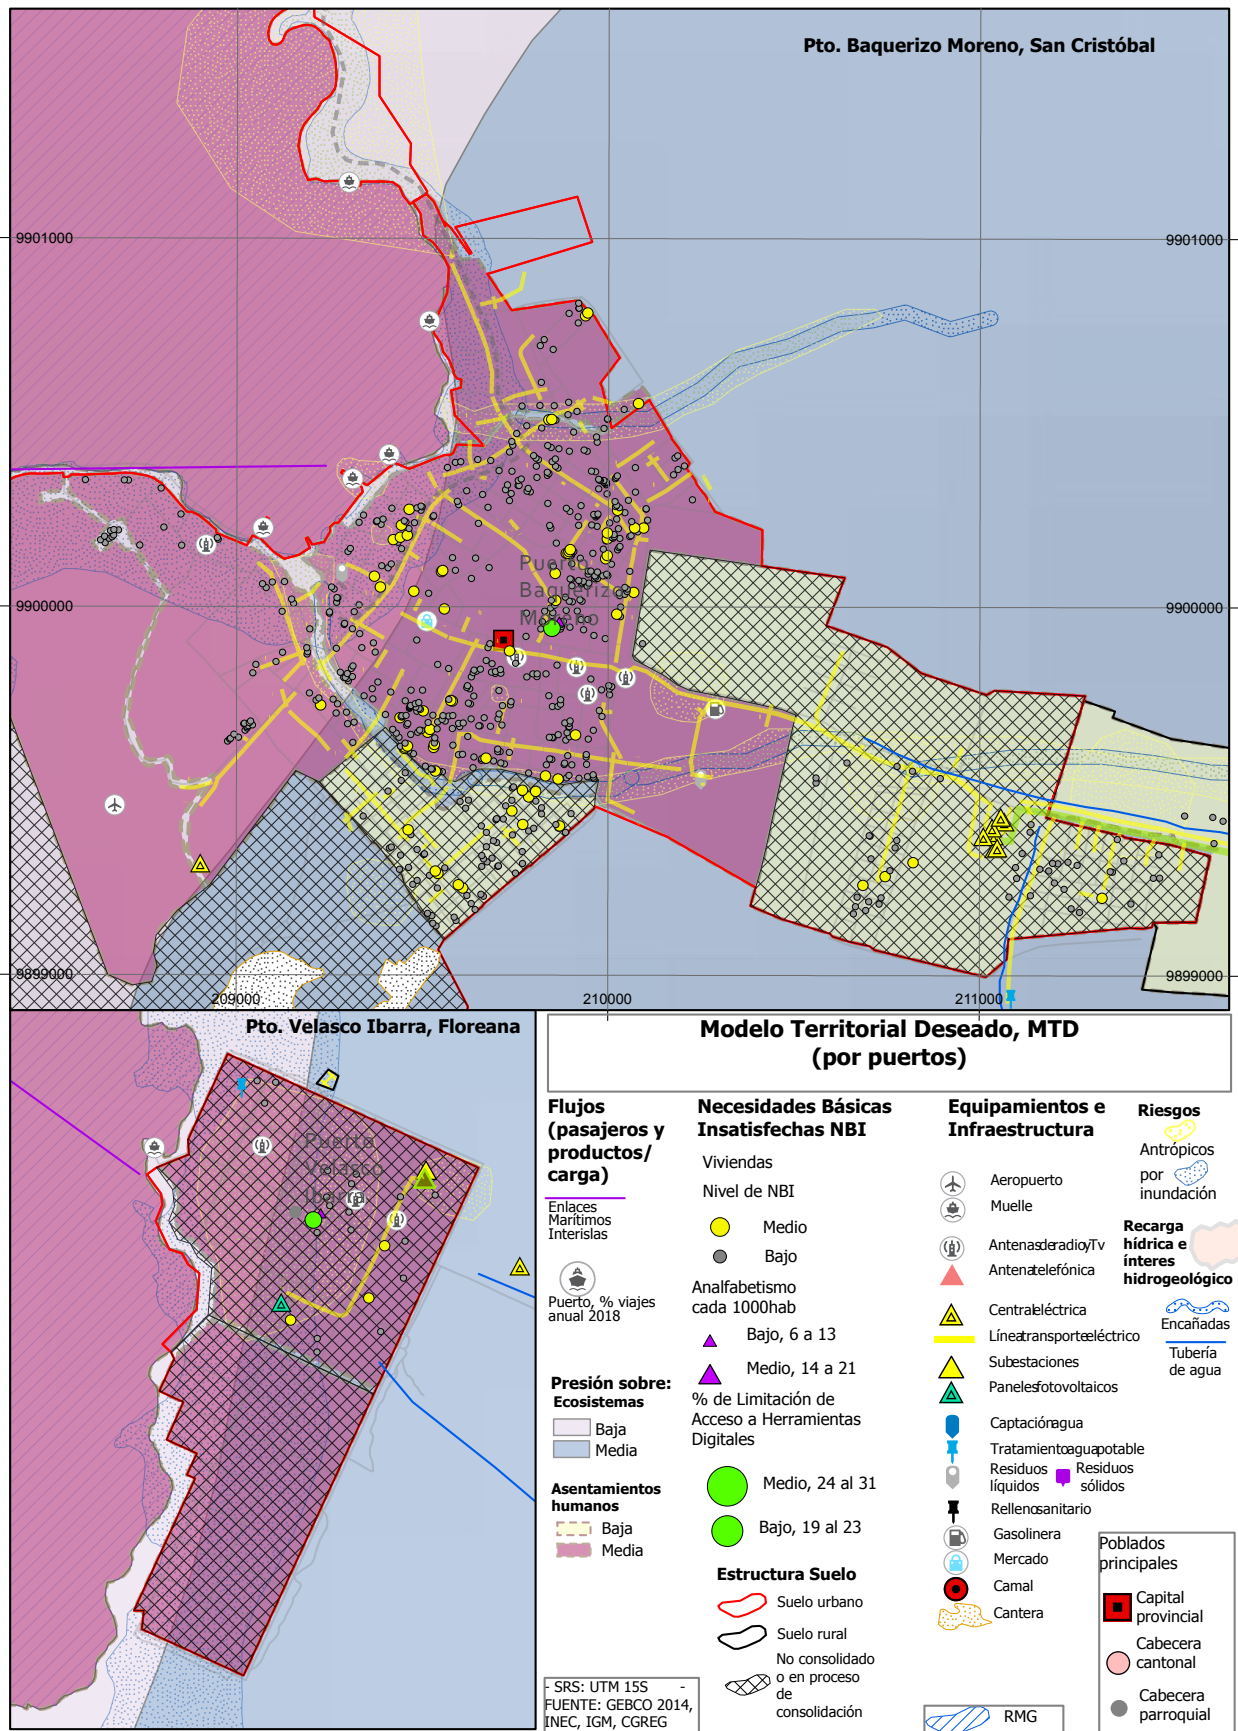 Pto. Baquerizo Moreno, San Cristóbal
9901000
9901000
Puerto
Baquerizo
Moreno
9900000
9900000
9899000
9899000
209000
210000
211000
Pto. Velasco Ibarra, Floreana
Puerto
Velasco
Ibarra
Modelo Territorial Deseado, MTD
(por puertos)
Flujos
(pasajeros y
productos/
carga)
Enlaces
Marítimos
Interislas
Puerto, % viajes
anual 2018
Presión sobre:
Ecosistemas
Baja
Media
Asentamientos
humanos
Baja
Media
- SRS: UTM 15S -
FUENTE: GEBCO 2014,
INEC, IGM, CGREG
Necesidades Básicas
Insatisfechas NBI
Viviendas
Nivel de NBI
Medio
Bajo
Analfabetismo
cada 1000hab
Bajo, 6 a 13
Medio, 14 a 21
% de Limitación de
Acceso a Herramientas
Digitales
Medio, 24 al 31
Bajo, 19 al 23
Estructura Suelo
Suelo urbano
Suelo rural
No consolidado
o en proceso
de
consolidación
Equipamientos e
Infraestructura
Aeropuerto
Muelle
AntenasderadioyTv
Antenatelefónica
Centraleléctrica
Líneatransporteeléctrico
Subestaciones
Panelesfotovoltaicos
Captaciónagua
Tratamientoaguapotable
Residuos
líquidos
Residuos
sólidos
Rellenosanitario
Gasolinera
Mercado
Camal
Cantera
RMG
Riesgos
Antrópicos
por
inundación
Recarga
hídrica e
ínteres
hidrogeológico
Encañadas
Tubería
de agua
Poblados
principales
Capital
provincial
Cabecera
cantonal
Cabecera
parroquial